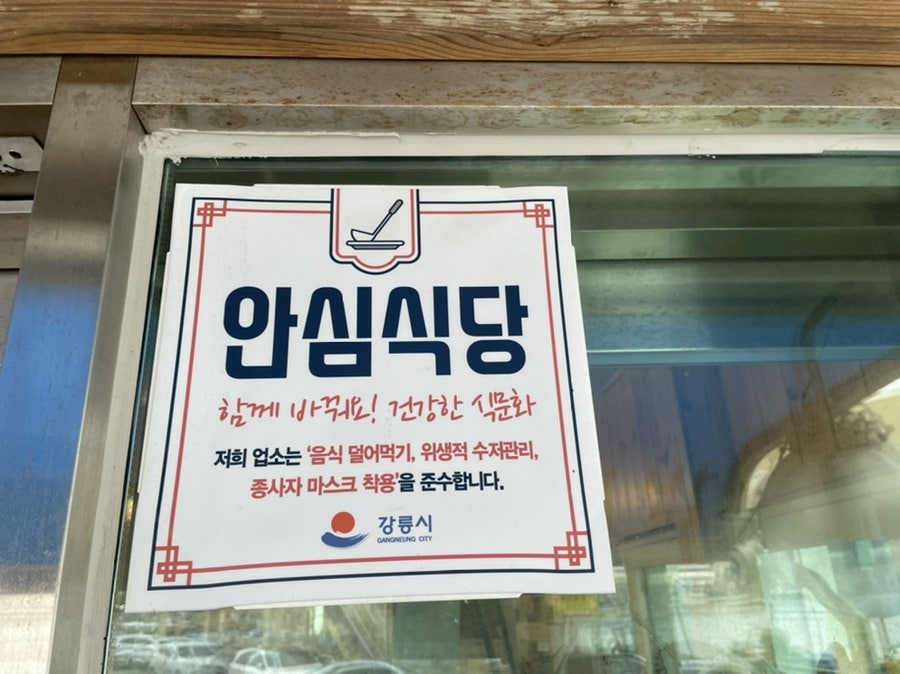 안심식당
함께 바꿔요! 건강한 식문화
저희 업소는 '음식 덜어먹기, 위생적 수저관리,
종사자 마스크 착용'을 준수합니다.
강릉시
GANGNEUNG CITY